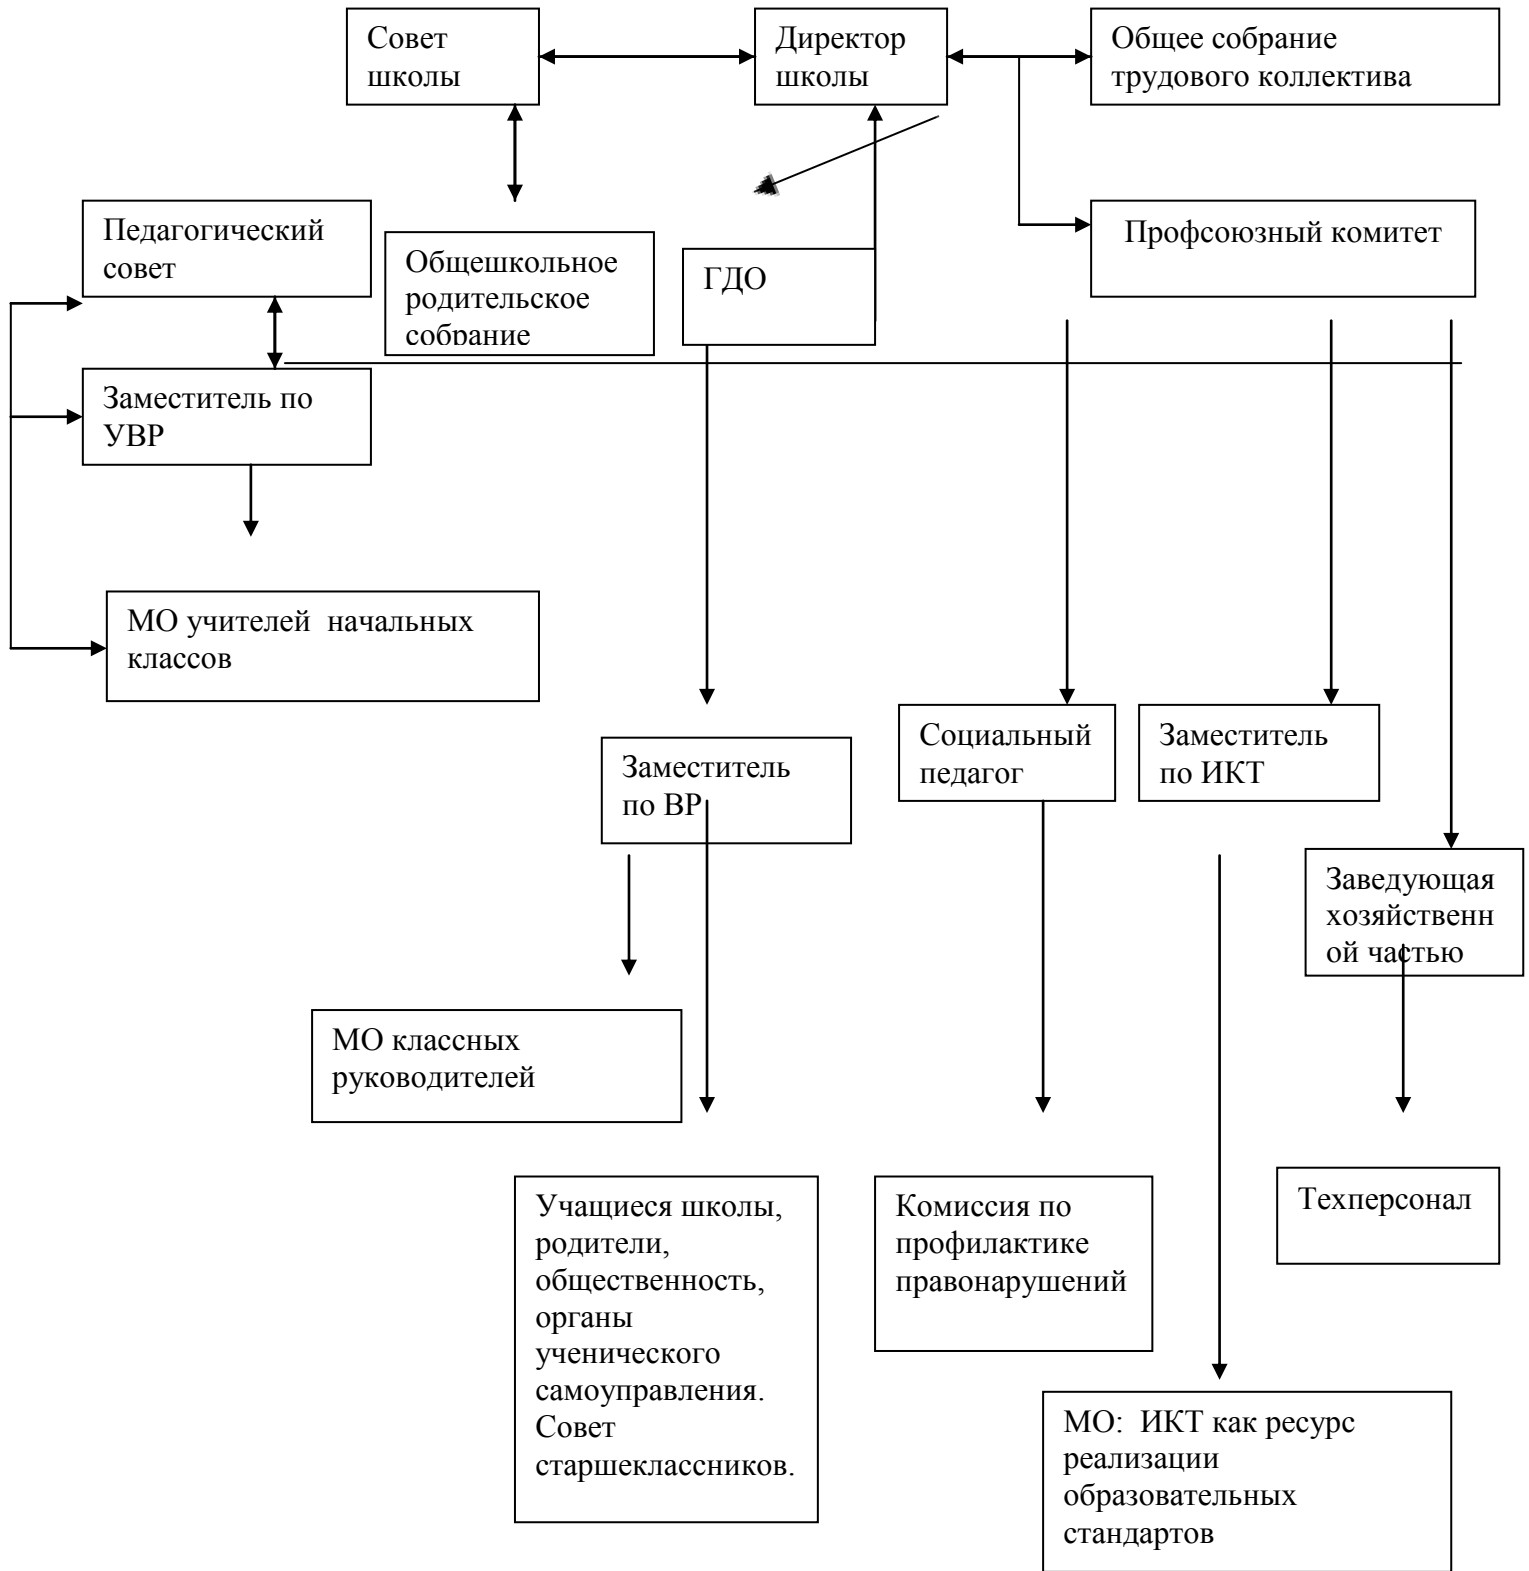 Совет
школы
Директор
школы
Общее собрание
трудового коллектива
Педагогический
совет
Общешкольное
родительское
собрание
ГДО
Профсоюзный комитет
Заместитель по
УВР
МО учителей  начальных
классов
Заместитель
по ВР
Социальный
педагог
Заместитель
по ИКТ
Заведующая
хозяйственн
ой частью
МО классных
руководителей
Учащиеся школы,
родители,
общественность,
органы
ученического
самоуправления.
Совет
старшеклассников.
Комиссия по
профилактике
правонарушений
Техперсонал
МО:  ИКТ как ресурс
реализации
образовательных
стандартов